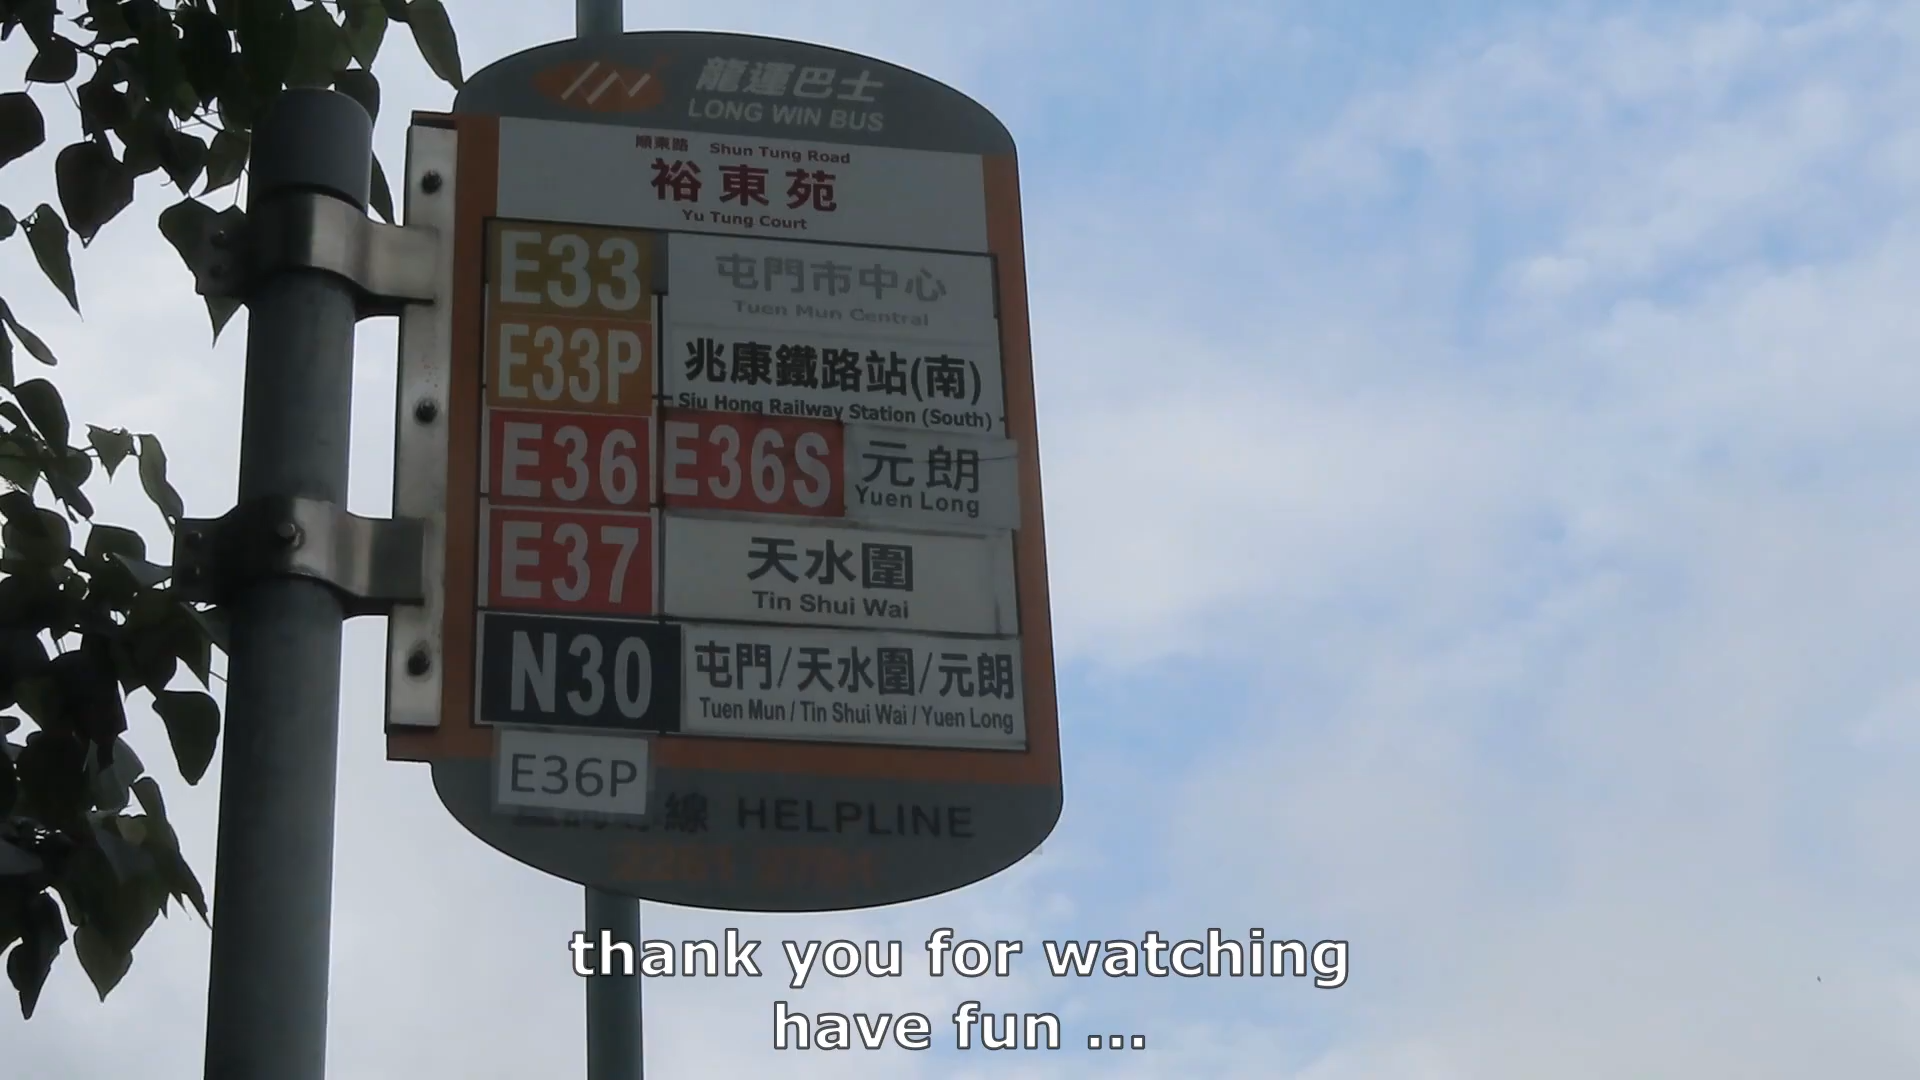 龍運巴士
LONG WIN BUS
順東路 Shun Tung Road
裕東苑
Yu Tung Court
E33 屯門市中心
Tuen Mun Central
E33P 兆康鐵路站(南)
Siu Hong Railway Station (South)
E36 E36S 元朗
Yuen Long
E37 天水圍
Tin Shui Wai
N30 屯門/天水圍/元朗
Tuen Mun / Tin Shui Wai / Yuen Long
E36P
線 HELPLINE
thank you for watching
have fun ...